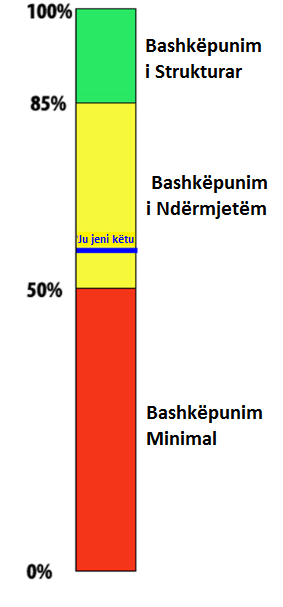 100%
Bashkëpunim
i Strukturar
85%
Bashkëpunim
i Ndërmjetëm
'Ju jeni këtu
50%
Bashkëpunim
Minimal
0%